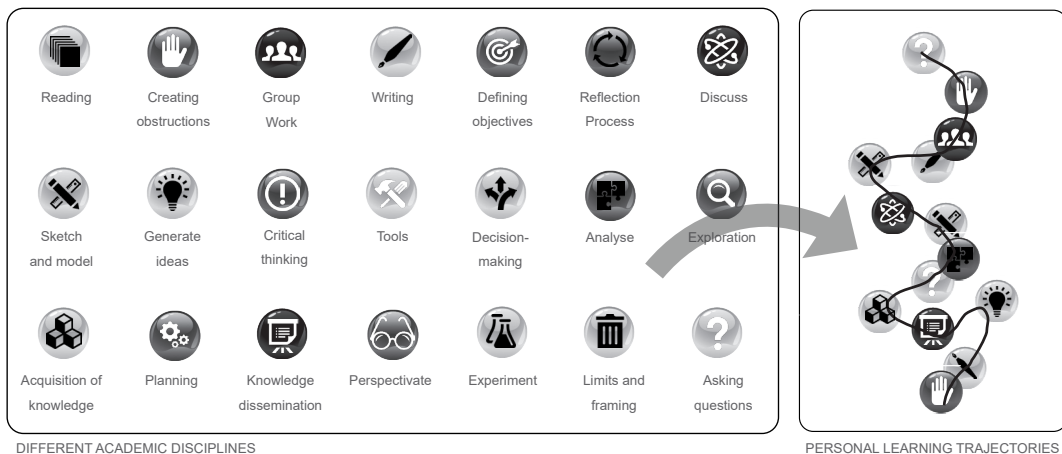 Reading
Creating
obstructions
Group
Work
Writing
Defining
objectives
Reflection
Process
Discuss
Sketch
and model
Generate
ideas
Critical
thinking
Tools
Decision-
making
Analyse
Exploration
Acquisition of
knowledge
Planning
Knowledge
dissemination
Perspectivate
Experiment
Limits and
framing
Asking
questions
DIFFERENT ACADEMIC DISCIPLINES
PERSONAL LEARNING TRAJECTORIES